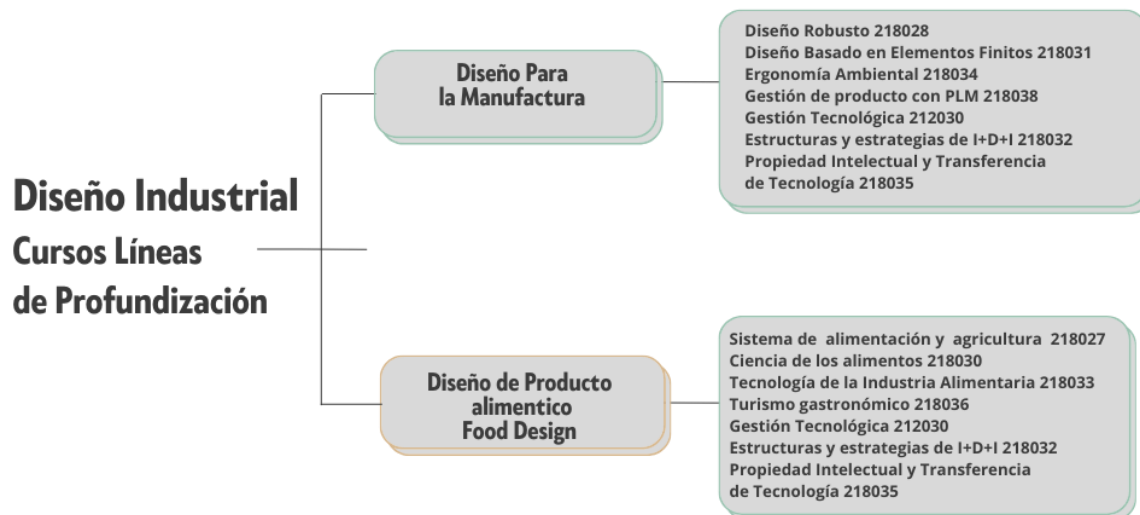 Diseño Industrial
Cursos Líneas
de Profundización
Diseño Para
la Manufactura
Diseño Robusto 218028
Diseño Basado en Elementos Finitos 218031
Ergonomía Ambiental 218034
Gestión de producto con PLM 218038
Gestión Tecnológica 212030
Estructuras y estrategias de I+D+I 218032
Propiedad Intelectual y Transferencia
de Tecnología 218035
Diseño de Producto
alimentico
Food Design
Sistema de alimentación y agricultura 218027
Ciencia de los alimentos 218030
Tecnología de la Industria Alimentaria 218033
Turismo gastronómico 218036
Gestión Tecnológica 212030
Estructuras y estrategias de I+D+I 218032
Propiedad Intelectual y Transferencia
de Tecnología 218035